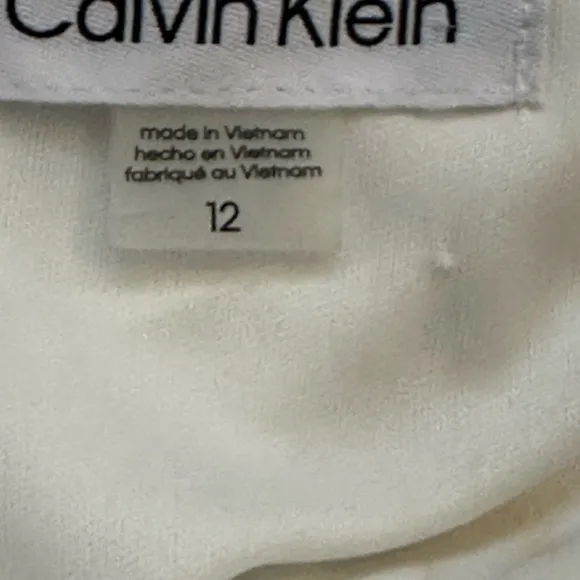 Calvin Klein
made in Vietnam
hecho en Vietnam
fabriqué au Vietnam
12